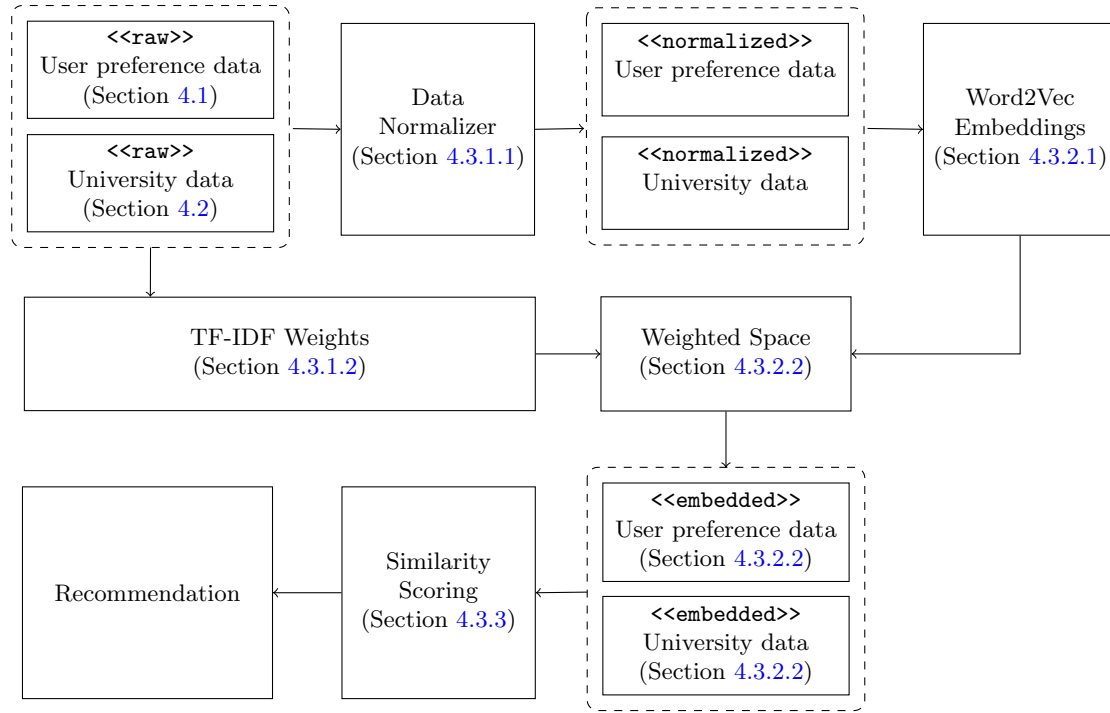 <<raw>>
User preference data
(Section 4.1)
<<raw>>
University data
(Section 4.2)
Data
Normalizer
(Section 4.3.1.1)
<<normalized>>
User preference data
<<normalized>>
University data
Word2Vec
Embeddings
(Section 4.3.2.1)
TF-IDF Weights
(Section 4.3.1.2)
Weighted Space
(Section 4.3.2.2)
Recommendation
Similarity
Scoring
(Section 4.3.3)
<<embedded>>
User preference data
(Section 4.3.2.2)
<<embedded>>
University data
(Section 4.3.2.2)